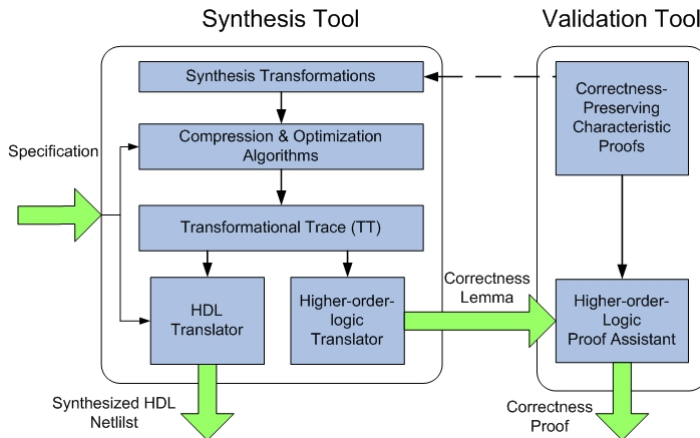 Synthesis Tool
Validation Tool
Synthesis Transformations
Correctness-
Preserving
Characteristic
Proofs
Specification
Compression & Optimization
Algorithms
Transformational Trace (TT)
HDL
Translator
Higher-order-
logic
Translator
Correctness
Lemma
Higher-order-
Logic
Proof Assistant
Synthesized HDL
Netlilst
Correctness
Proof